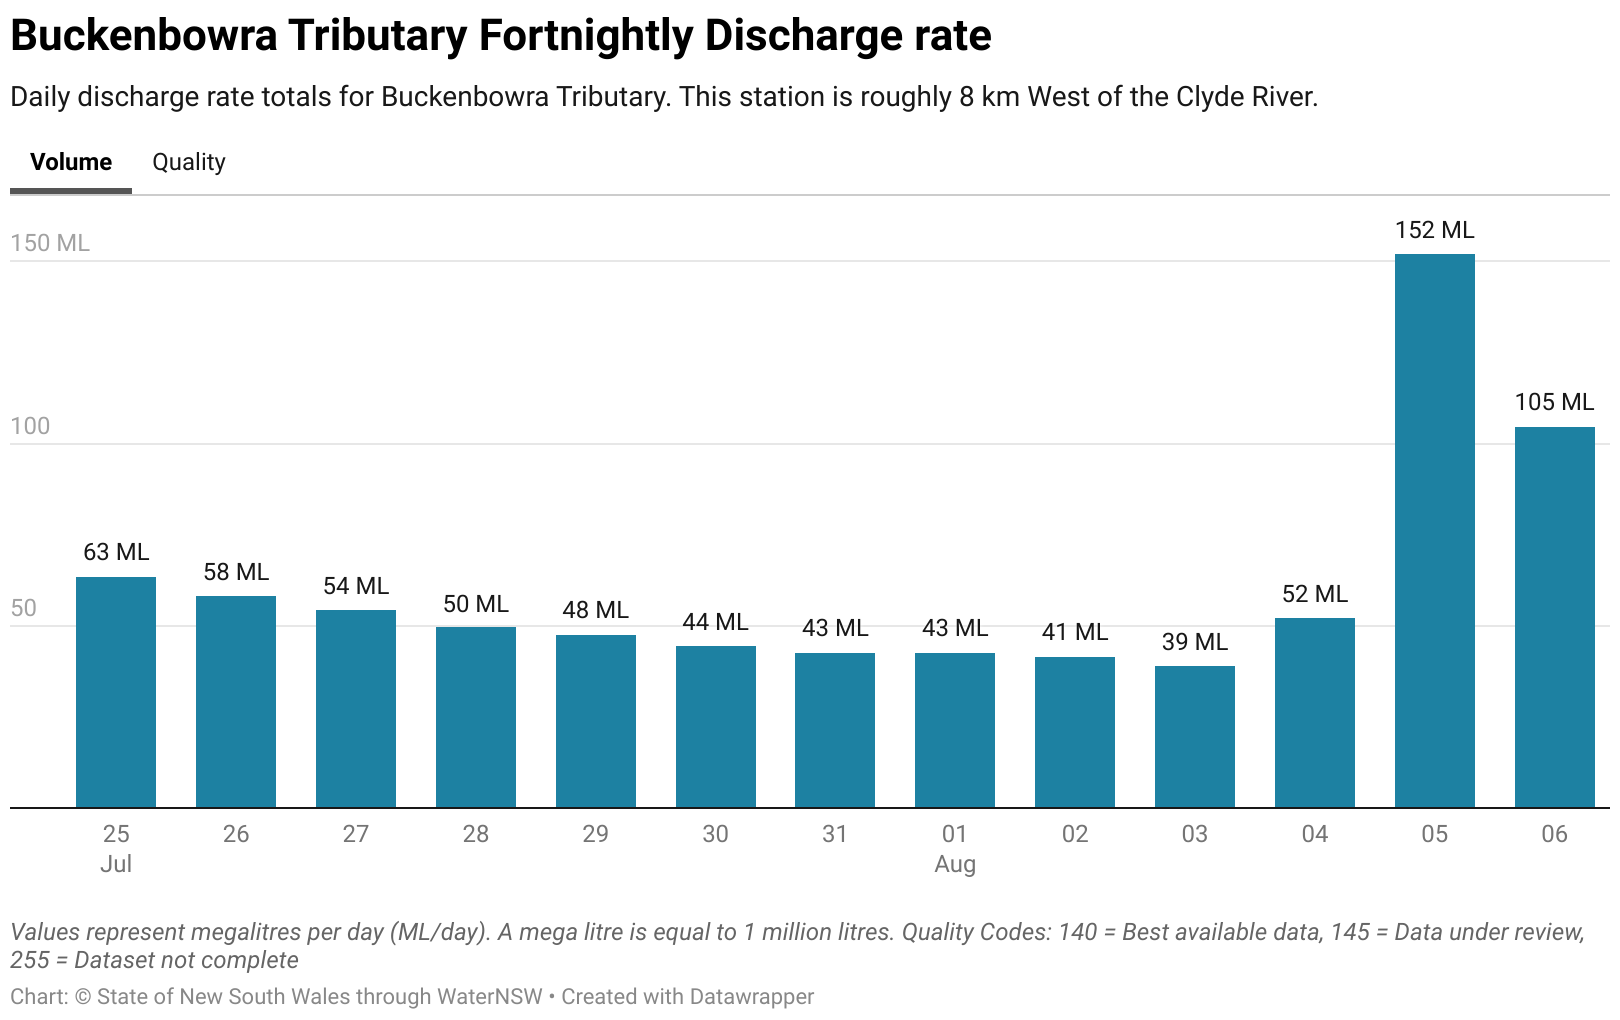 Buckenbowra Tributary Fortnightly Discharge rate
Daily discharge rate totals for Buckenbowra Tributary. This station is roughly 8 km West of the Clyde River.
Volume Quality
150 ML
100
50
63 ML
58 ML
54 ML
50 ML
48 ML
44 ML
43 ML
43 ML
41 ML
39 ML
52 ML
152 ML
105 ML
25 26 27 28 29 30 31 01 02 03 04 05 06
Jul Aug
Values represent megalitres per day (ML/day). A mega litre is equal to 1 million litres. Quality Codes: 140 = Best available data, 145 = Data under review,
255 = Dataset not complete
Chart: © State of New South Wales through WaterNSW • Created with Datawrapper